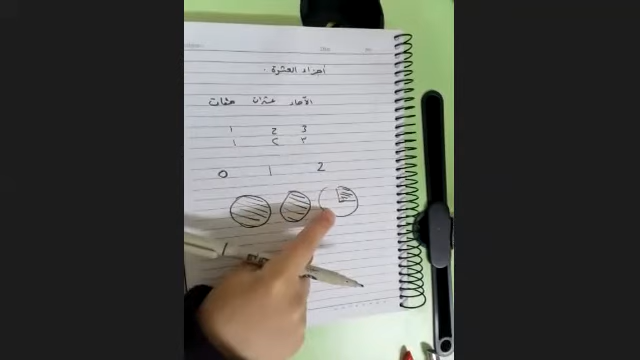 أجزاء العشرة .
الآحاد عشرات مئات
1 2 3
١ ٢ ٣
0 1 2